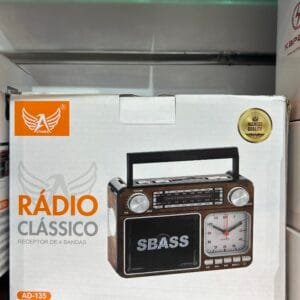 RÁDIO
CLÁSSICO
RECEPTOR DE 4 BANDAS
SBASS
AD-135